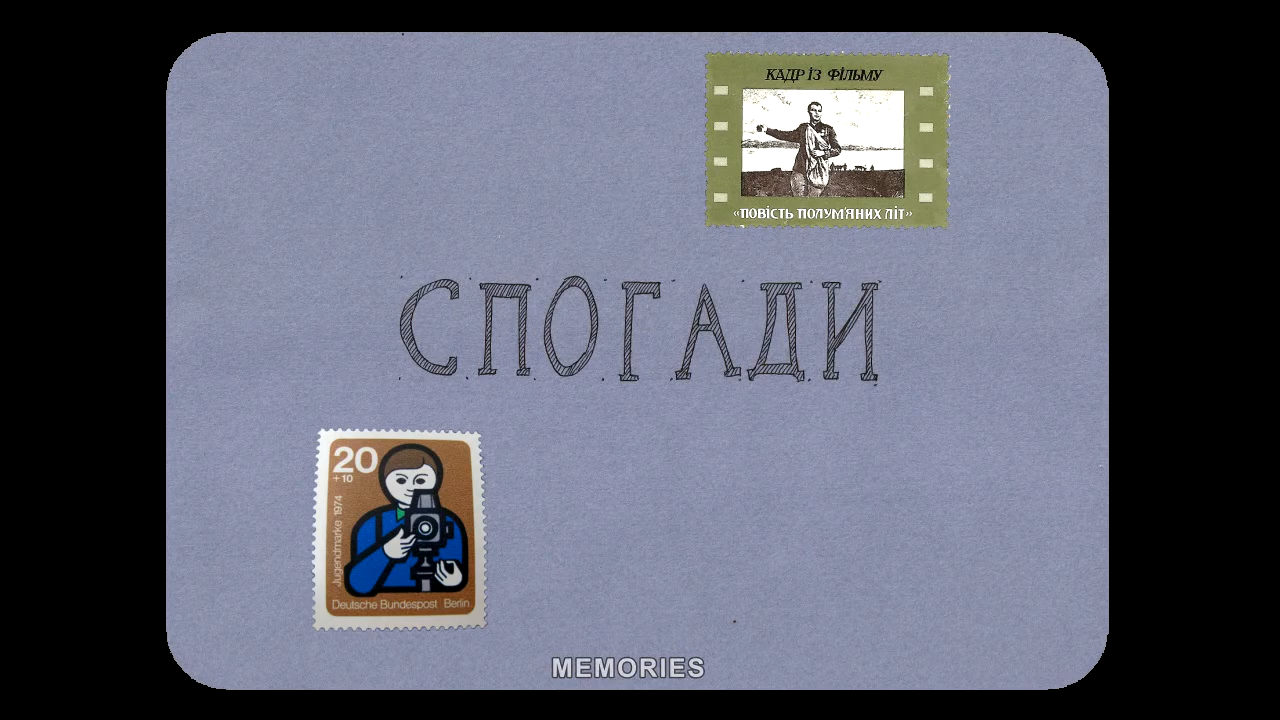 КАДР ІЗ ФІЛЬМУ
«ПОВІСТЬ ПОЛУМ'ЯНИХ ЛІТ»
СПОГАДИ
20
+10
Jugendmarke 1974
Deutsche Bundespost Berlin
MEMORIES